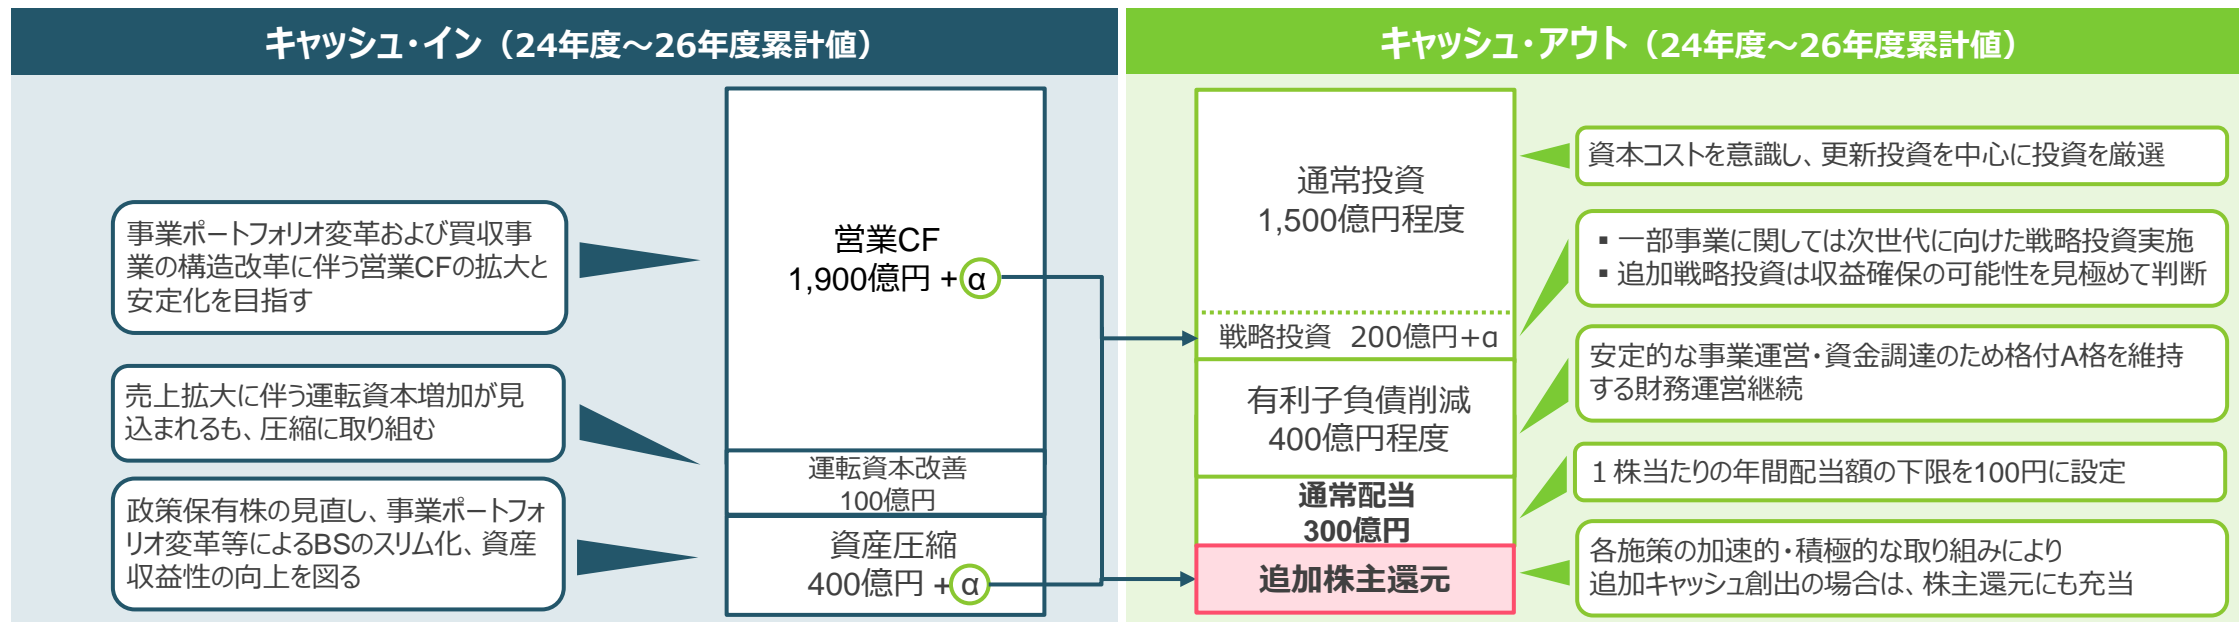 キャッシュ・イン（24年度～26年度累計値）
事業ポートフォリオ変革および買収事
業の構造改革に伴う営業CFの拡大と
安定化を目指す
売上拡大に伴う運転資本増加が見
込まれるも、圧縮に取り組む
政策保有株の見直し、事業ポートフォ
リオ変革等によるBSのスリム化、資産
収益性の向上を図る
営業CF
1,900億円 + α
運転資本改善
100億円
資産圧縮
400億円 + α
キャッシュ・アウト（24年度～26年度累計値）
通常投資
1,500億円程度
戦略投資 200億円+α
有利子負債削減
400億円程度
通常配当
300億円
追加株主還元
資本コストを意識し、更新投資を中心に投資を厳選
▪ 一部事業に関しては次世代に向けた戦略投資実施
▪ 追加戦略投資は収益確保の可能性を見極めて判断
安定的な事業運営・資金調達のため格付A格を維持
する財務運営継続
１株当たりの年間配当額の下限を100円に設定
各施策の加速的・積極的な取り組みにより
追加キャッシュ創出の場合は、株主還元にも充当